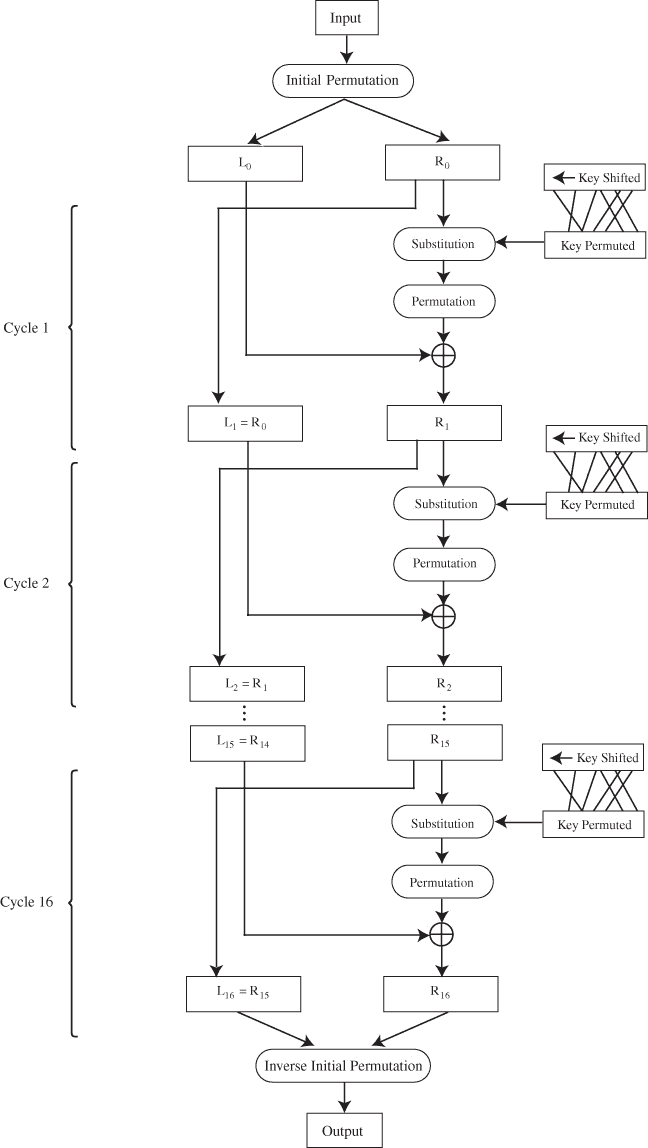 Input
Initial Permutation
L0
R0
Key Shifted
Substitution
Key Permuted
Permutation
Cycle 1
L1 = R0
R1
Key Shifted
Substitution
Key Permuted
Permutation
Cycle 2
L2 = R1
R2
L15 = R14
R15
Key Shifted
Substitution
Key Permuted
Permutation
Cycle 16
L16 = R15
R16
Inverse Initial Permutation
Output